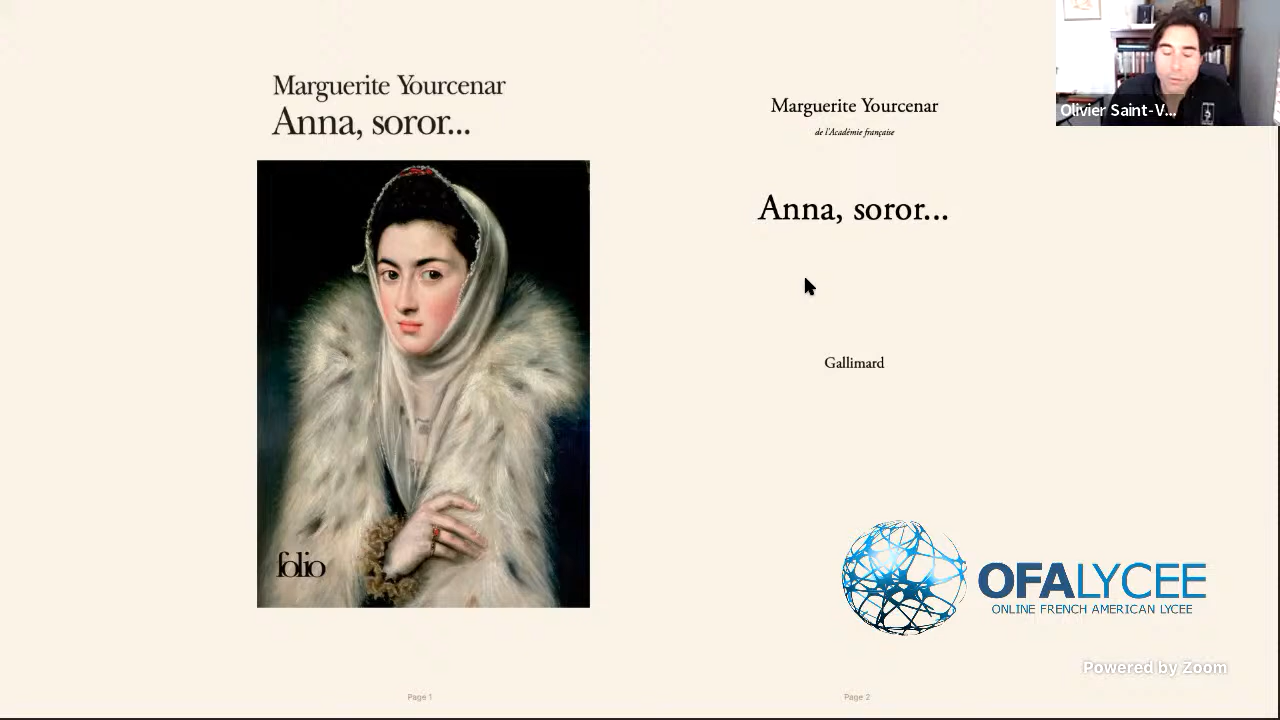 Marguerite Yourcenar
Anna, soror...
folio
Marguerite Yourcenar
de l'Académie française
Anna, soror...
Gallimard
Olivier Saint-V...
OFALYCEE
ONLINE FRENCH AMERICAN LYCEE
Powered by Zoom
Page 1
Page 2